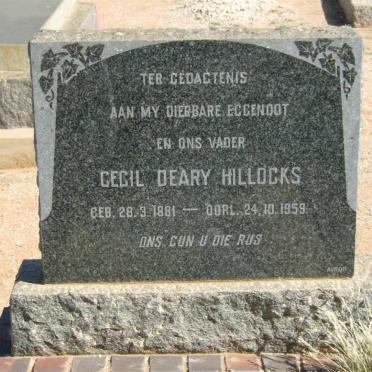 TER GEDAGTENIS
AAN MY DIERBARE EGGENOOT
EN ONS VADER
CECIL DEARY HILLOCKS
GEB. 28.3.1881 — OORL. 24.10.1959.
ONS GUN U DIE RUS